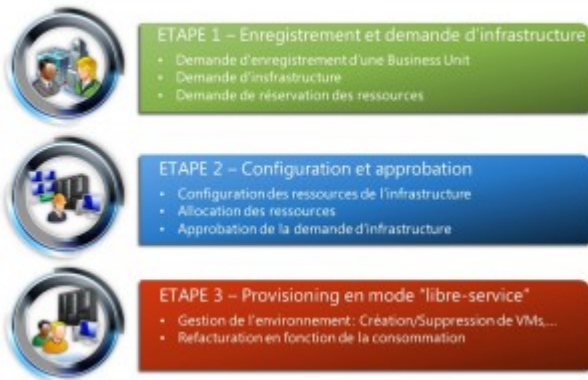 ETAPE 1 – Enregistrement et demande d'infrastructure
• Demande d'enregistrement d'une Business Unit
• Demande d'insfrastructure
• Demande de réservation des ressources
ETAPE 2 – Configuration et approbation
• Configuration des ressources de l'infrastructure
• Allocation des ressources
• Approbation de la demande d'infrastructure
ETAPE 3 – Provisioning en mode "libre-service"
• Gestion de l'environnement : Création/Suppression de VMs,...
• Refacturation en fonction de la consommation